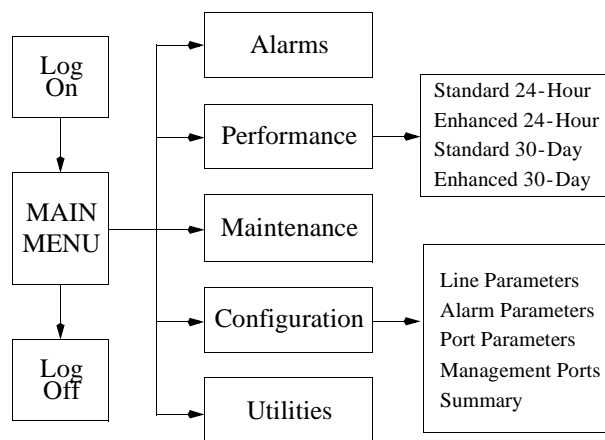 Log
On
MAIN
MENU
Log
Off
Alarms
Performance
Maintenance
Configuration
Utilities
Standard 24-Hour
Enhanced 24-Hour
Standard 30-Day
Enhanced 30-Day
Line Parameters
Alarm Parameters
Port Parameters
Management Ports
Summary